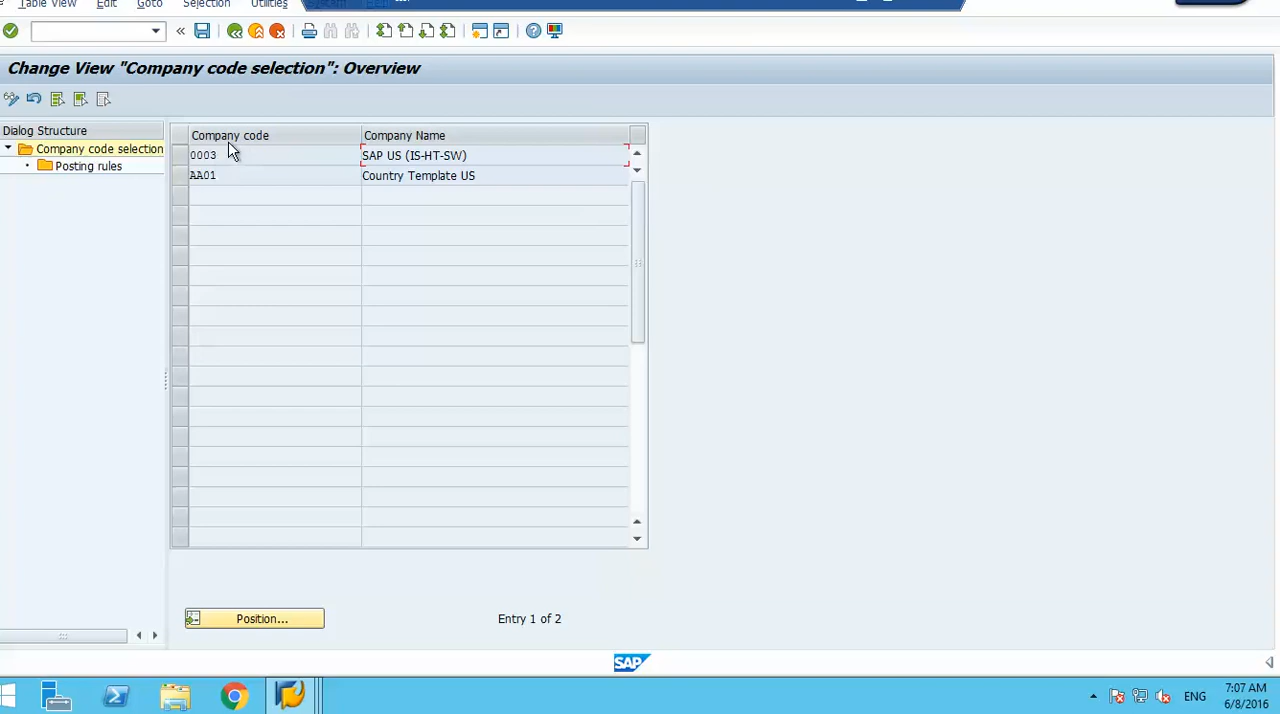 Table View Edit Goto Selection Utilities System Help
Change View "Company code selection": Overview
Dialog Structure
Company code selection
Posting rules
Company code Company Name
0003 SAP US (IS-HT-SW)
AA01 Country Template US
Position... Entry 1 of 2
SAP
ENG
7:07 AM
6/8/2016